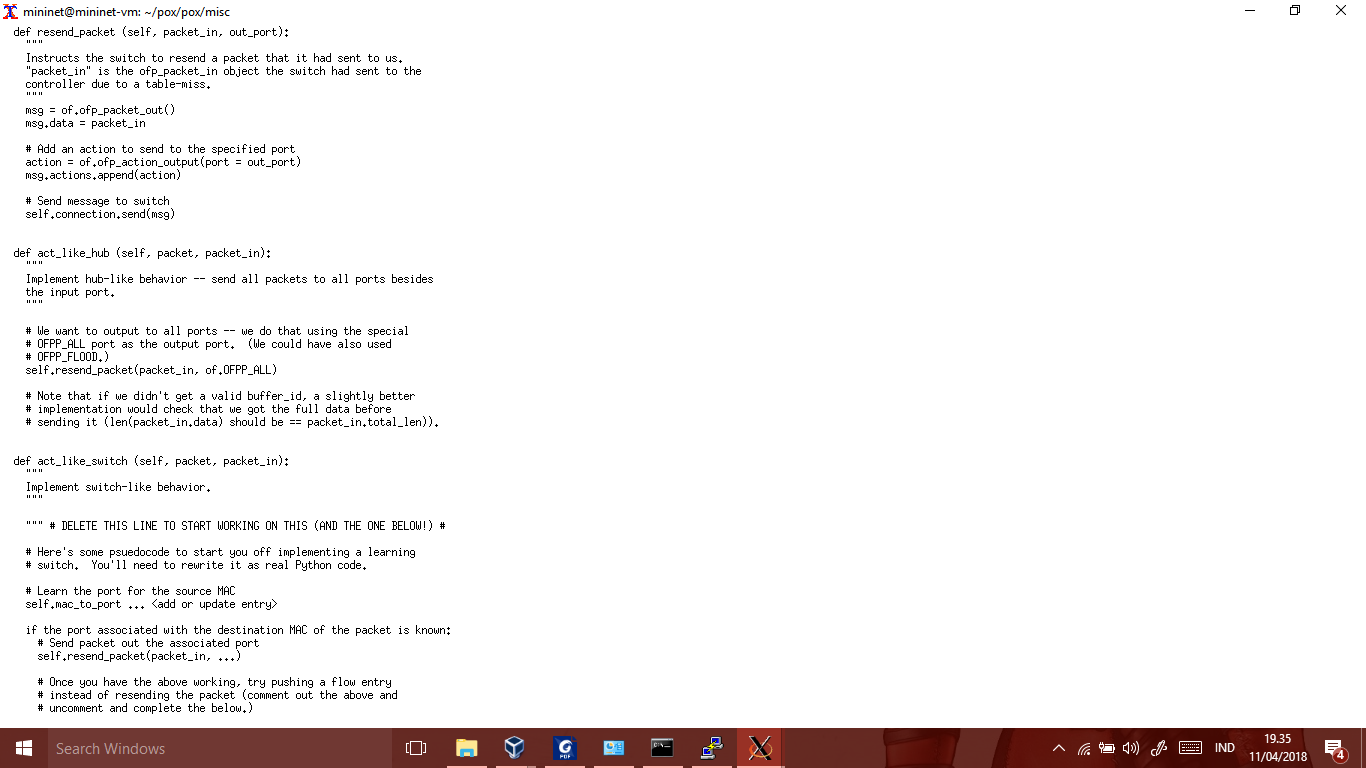 mininet@mininet-vm: ~/pox/pox/misc
def resend_packet (self, packet_in, out_port):
"""
Instructs the switch to resend a packet that it had sent to us.
"packet_in" is the ofp_packet_in object the switch had sent to the
controller due to a table-miss.
"""
msg = of.ofp_packet_out()
msg.data = packet_in
# Add an action to send to the specified port
action = of.ofp_action_output(port = out_port)
msg.actions.append(action)
# Send message to switch
self.connection.send(msg)
def act_like_hub (self, packet, packet_in):
"""
Implement hub-like behavior -- send all packets to all ports besides
the input port.
"""
# We want to output to all ports -- we do that using the special
# OFPP_ALL port as the output port.  (We could have also used
# OFPP_FLOOD.)
self.resend_packet(packet_in, of.OFPP_ALL)
# Note that if we didn't get a valid buffer_id, a slightly better
# implementation would check that we got the full data before
# sending it (len(packet_in.data) should be == packet_in.total_len)).
def act_like_switch (self, packet, packet_in):
"""
Implement switch-like behavior.
"""
""" # DELETE THIS LINE TO START WORKING ON THIS (AND THE ONE BELOW!) #
# Here's some psuedocode to start you off implementing a learning
# switch.  You'll need to rewrite it as real Python code.
# Learn the port for the source MAC
self.mac_to_port ... <add or update entry>
if the port associated with the destination MAC of the packet is known:
# Send packet out the associated port
self.resend_packet(packet_in, ...)
# Once you have the above working, try pushing a flow entry
# instead of resending the packet (comment out the above and
# uncomment and complete the below.)
Search Windows
PDF
IND
19.35
11/04/2018
4